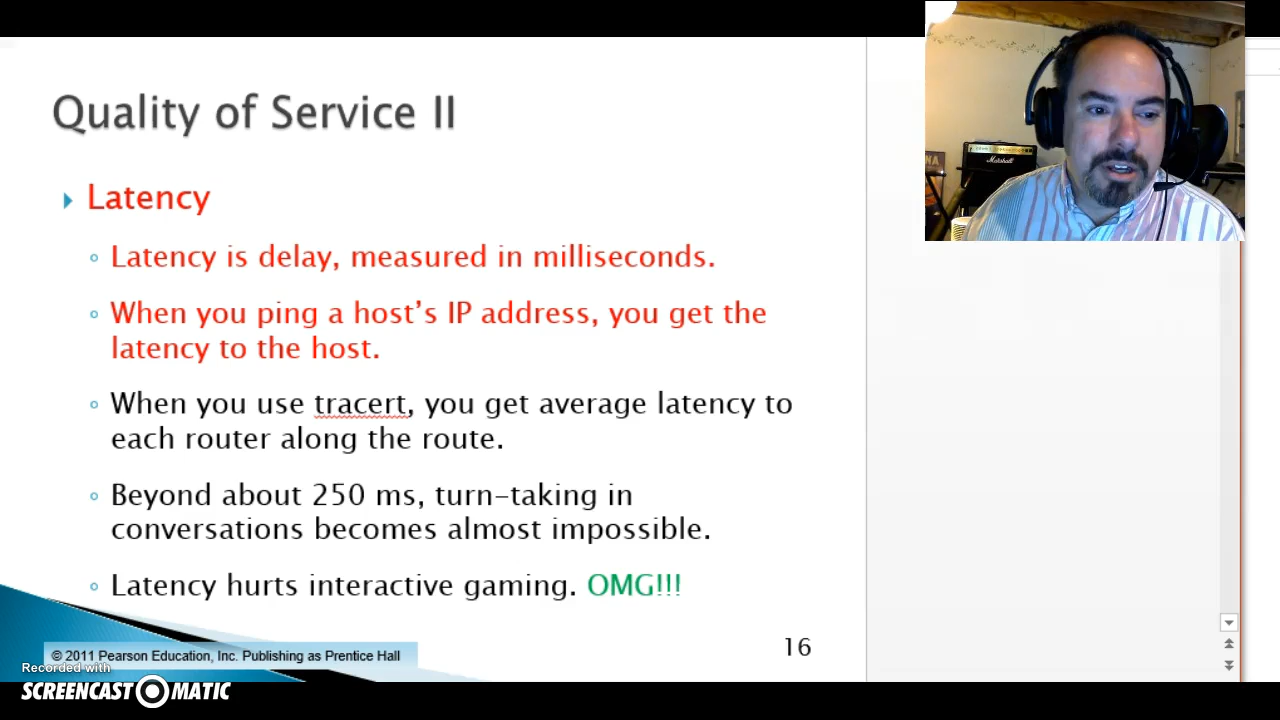 Quality of Service II
Latency
Latency is delay, measured in milliseconds.
When you ping a host's IP address, you get the
latency to the host.
When you use tracert, you get average latency to
each router along the route.
Beyond about 250 ms, turn-taking in
conversations becomes almost impossible.
Latency hurts interactive gaming. OMG!!!
© 2011 Pearson Education, Inc. Publishing as Prentice Hall
16
Recorded with
SCREENCAST MATIC
Marshall